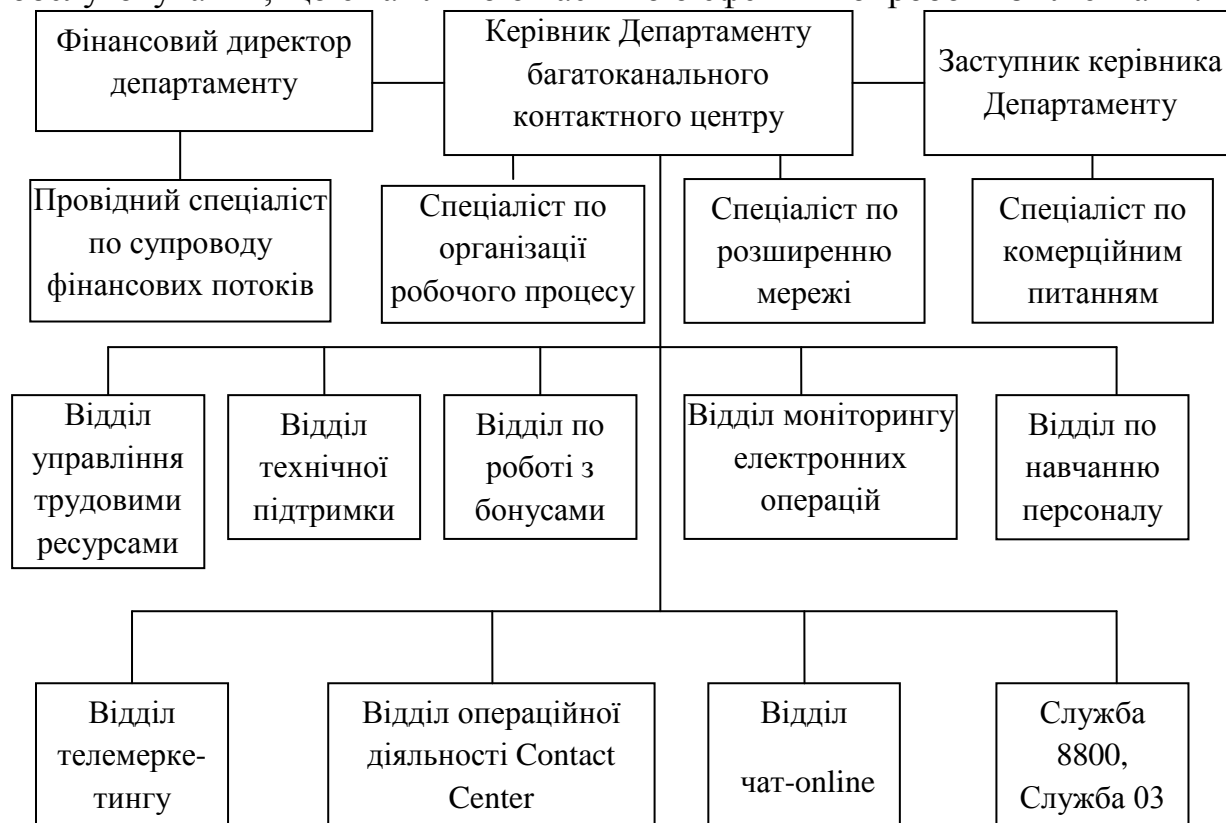 Фінансовий директор
департаменту
Керівник Департаменту
багатоканального
контактного центру
Заступник керівника
Департаменту
Провідний спеціаліст
по супроводу
фінансових потоків
Спеціаліст по
організації
робочого процесу
Спеціаліст по
розширенню
мережі
Спеціаліст по
комерційним
питанням
Відділ
управління
трудовими
ресурсами
Відділ
технічної
підтримки
Відділ по
роботі з
бонусами
Відділ моніторингу
електронних
операцій
Відділ по
навчанню
персоналу
Відділ
телемерке-
тингу
Відділ операційної
діяльності Contact
Center
Відділ
чат-online
Служба
8800,
Служба 03